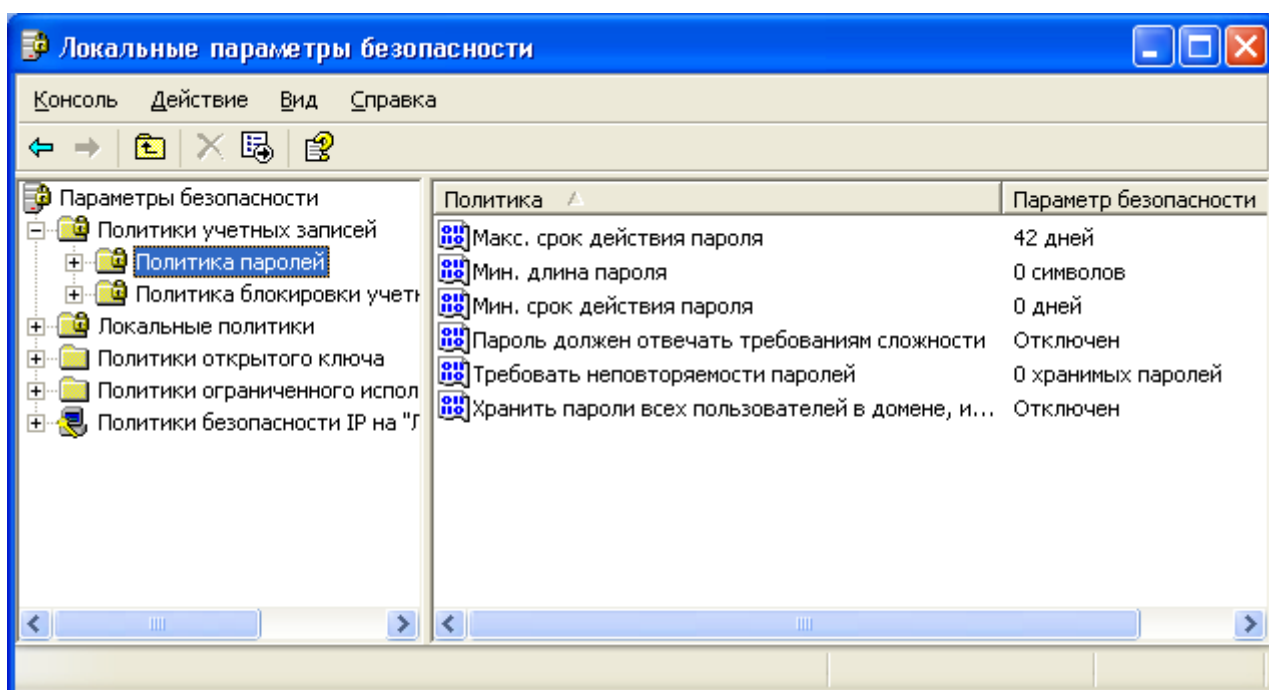 Локальные параметры безопасности
Консоль Действие Вид Справка
Параметры безопасности
Политики учетных записей
Политика паролей
Политика блокировки учетн
Локальные политики
Политики открытого ключа
Политики ограниченного испол
Политики безопасности IP на "Л
Политика Параметр безопасности
Макс. срок действия пароля 42 дней
Мин. длина пароля 0 символов
Мин. срок действия пароля 0 дней
Пароль должен отвечать требованиям сложности Отключен
Требовать неповторяемости паролей 0 хранимых паролей
Хранить пароли всех пользователей в домене, и... Отключен